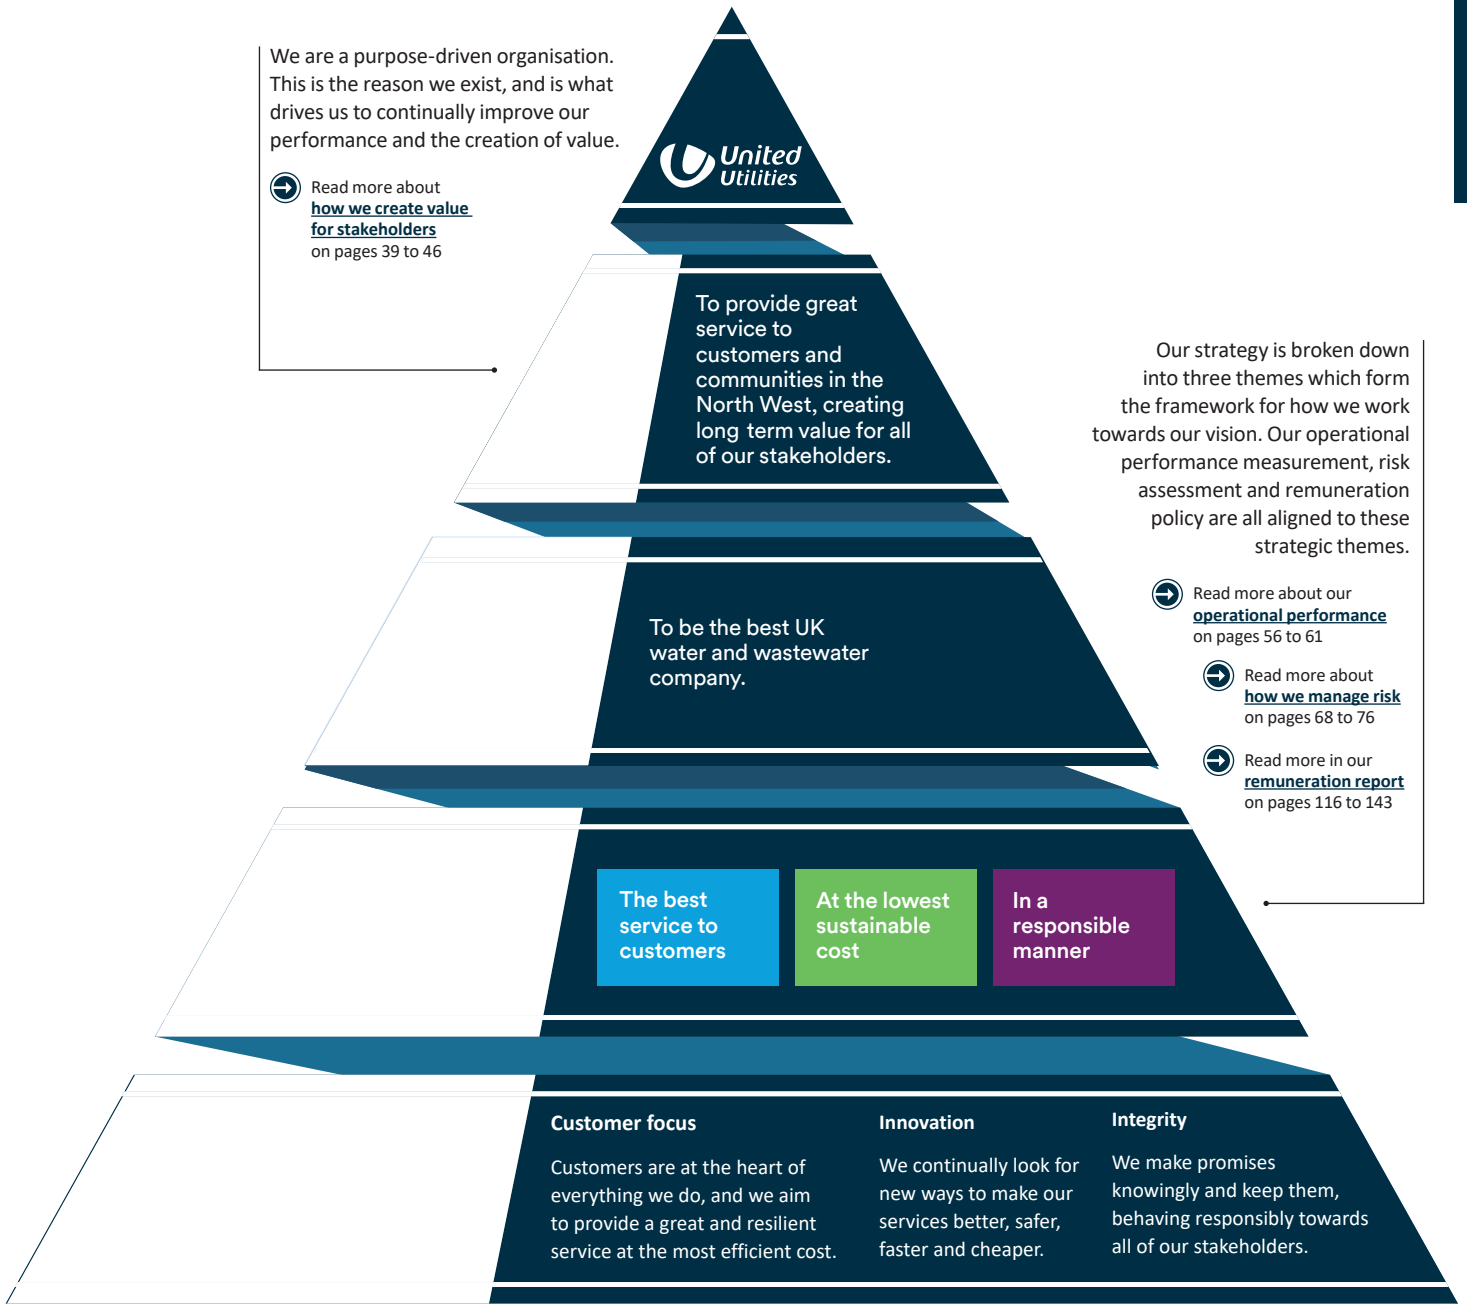 We are a purpose-driven organisation.
This is the reason we exist, and is what
drives us to continually improve our
performance and the creation of value.
Read more about
how we create value
for stakeholders
on pages 39 to 46
United
Utilities
To provide great
service to
customers and
communities in the
North West, creating
long term value for all
of our stakeholders.
Our strategy is broken down
into three themes which form
the framework for how we work
towards our vision. Our operational
performance measurement, risk
assessment and remuneration
policy are all aligned to these
strategic themes.
Read more about our
operational performance
on pages 56 to 61
Read more about
how we manage risk
on pages 68 to 76
Read more in our
remuneration report
on pages 116 to 143
To be the best UK
water and wastewater
company.
The best
service to
customers
At the lowest
sustainable
cost
In a
responsible
manner
Customer focus
Customers are at the heart of
everything we do, and we aim
to provide a great and resilient
service at the most efficient cost.
Innovation
We continually look for
new ways to make our
services better, safer,
faster and cheaper.
Integrity
We make promises
knowingly and keep them,
behaving responsibly towards
all of our stakeholders.